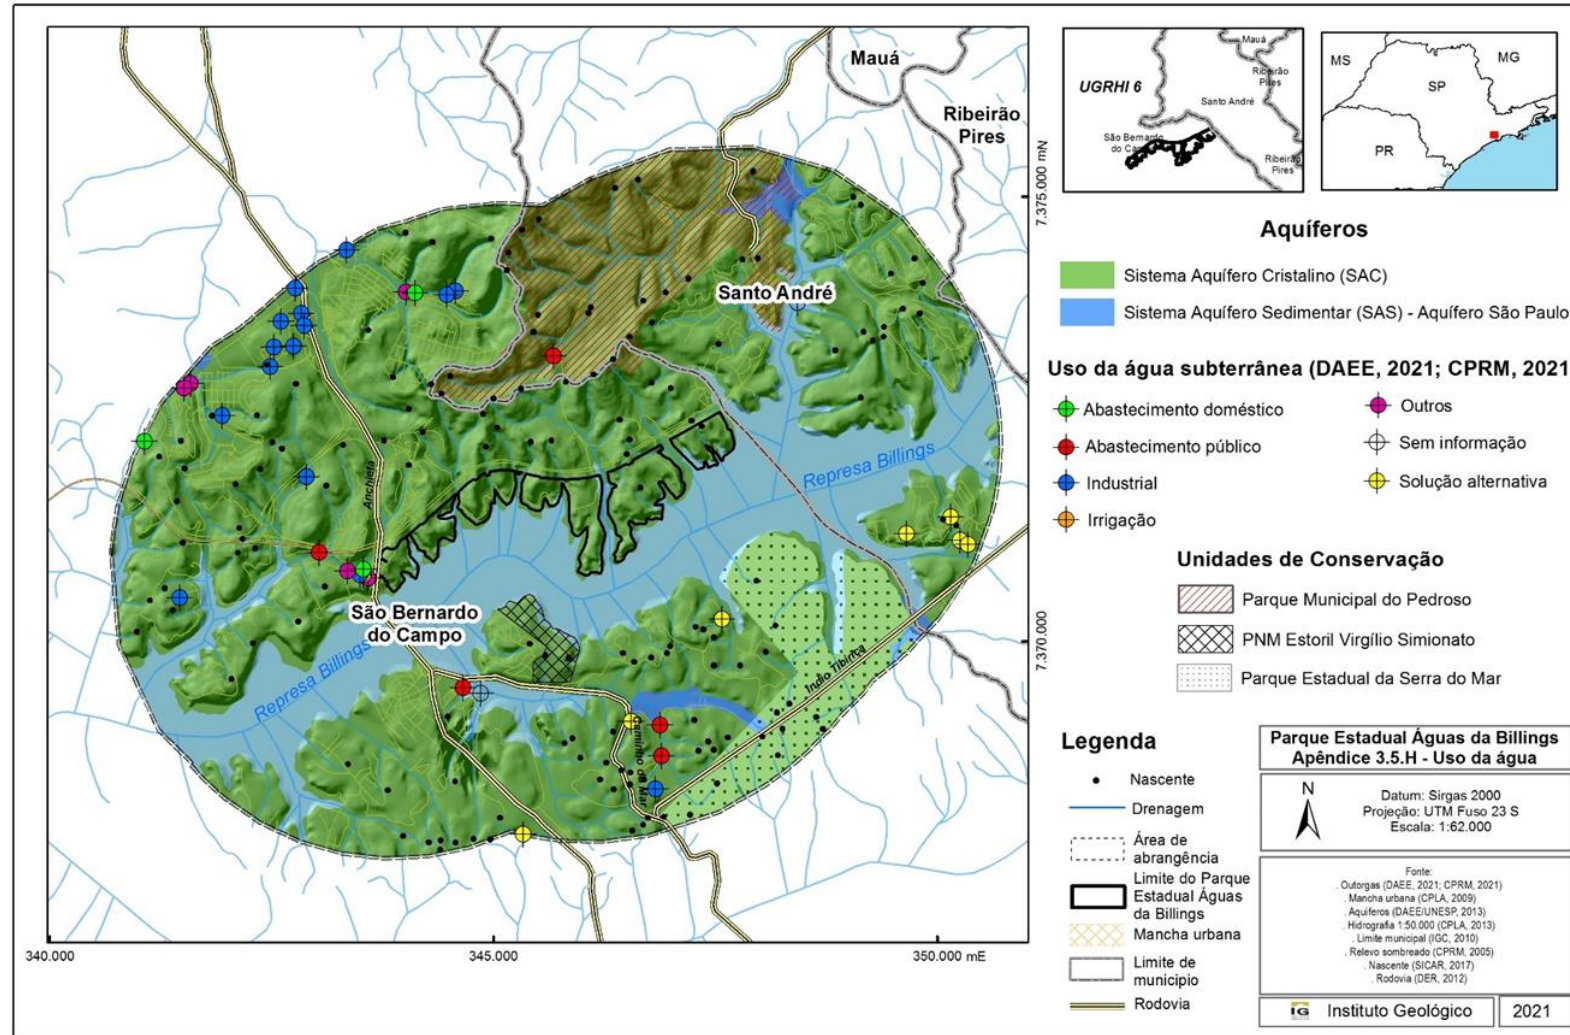 Mauá
Ribeirão
Pires
Santo André
Represa Billings
Anchieta
São Bernardo
do Campo
Represa Billings
Índio Tibiriça
Caminho do Mar
7.375.000 mN
7.370.000
340.000
345.000
350.000 mE
UGRHI 6
Mauá
Ribeirão
Pires
Santo André
São Bernardo
do Ca
Ribeirão
Pires
MS
MG
SP
PR
Aquíferos
Sistema Aquífero Cristalino (SAC)
Sistema Aquífero Sedimentar (SAS) - Aquífero São Paulo
Uso da água subterrânea (DAEE, 2021; CPRM, 2021
Abastecimento doméstico
Abastecimento público
Industrial
Irrigação
Outros
Sem informação
Solução alternativa
Unidades de Conservação
Parque Municipal do Pedroso
PNM Estoril Virgílio Simionato
Parque Estadual da Serra do Mar
Legenda
Nascente
Drenagem
Área de
abrangência
Limite do Parque
Estadual Águas
da Billings
Mancha urbana
Limite de
município
Rodovia
Parque Estadual Águas da Billings
Apêndice 3.5.H - Uso da água
N
Datum: Sirgas 2000
Projeção: UTM Fuso 23 S
Escala: 1:62.000
Fonte:
. Outorgas (DAEE, 2021; CPRM, 2021)
. Mancha urbana (CPLA, 2009)
. Aquíferos (DAEE/UNESP, 2013)
. Hidrografia 1:50.000 (CPLA, 2013)
. Limite municipal (IGC, 2010)
. Relevo sombreado (CPRM, 2005)
. Nascente (SICAR, 2017)
. Rodovia (DER, 2012)
IG Instituto Geológico
2021